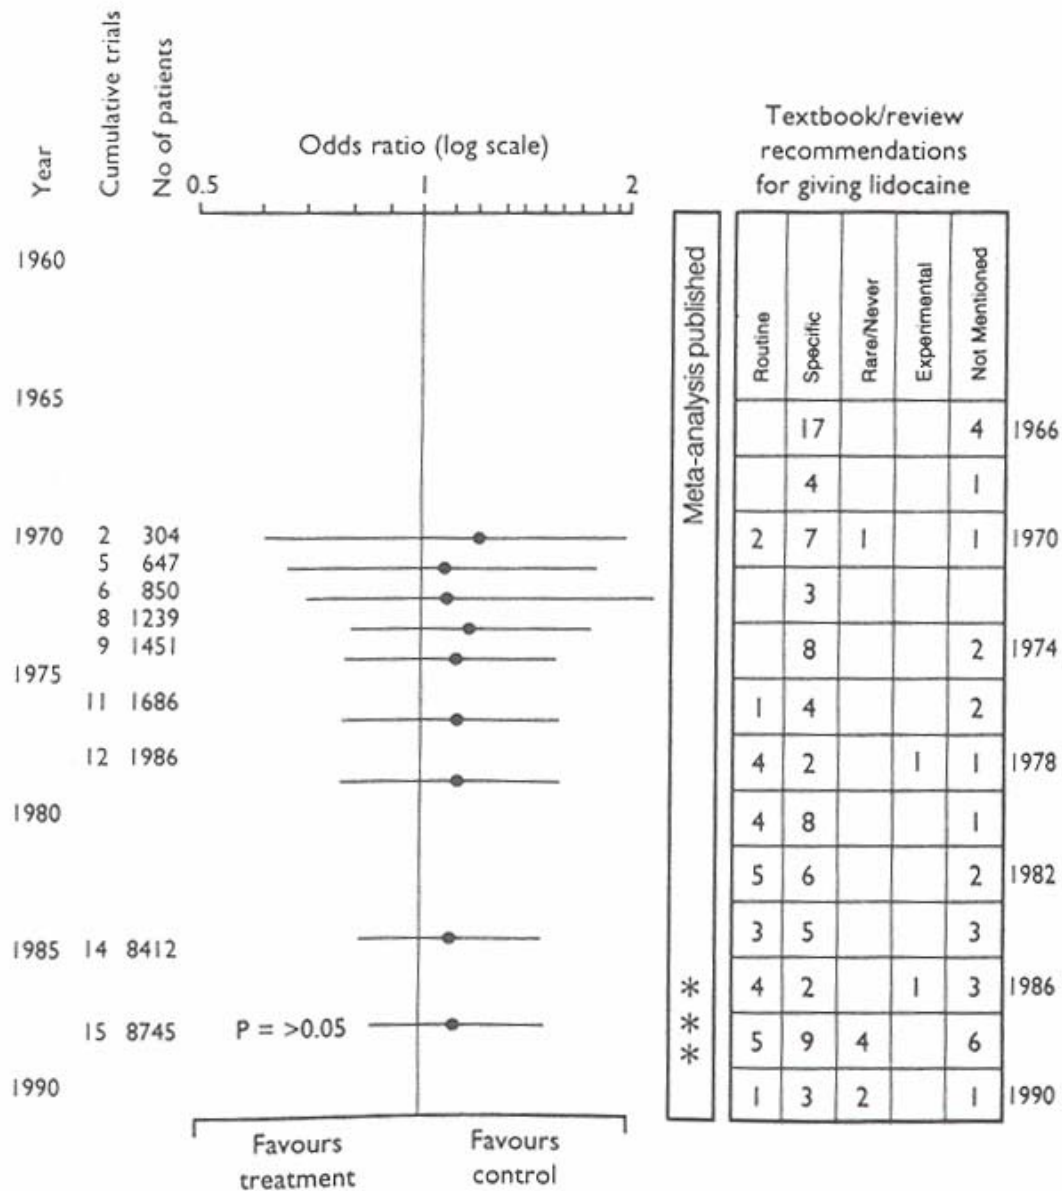 Year
Cumulative trials
No of patients
Odds ratio (log scale)
0.5 1 2
1960
1965
1970 2 304
5 647
6 850
8 1239
9 1451
1975
11 1686
12 1986
1980
1985 14 8412
15 8745 P = >0.05
1990
Favours
treatment
Favours
control
Meta-analysis published
*
*
*
Textbook/review
recommendations
for giving lidocaine
Routine
Specific
Rare/Never
Experimental
Not Mentioned
17 4 1966
4 1
2 7 1 1 1970
3
8 2 1974
1 4 2
4 2 1 1 1978
4 8 1
5 6 2 1982
3 5 3
4 2 1 3 1986
5 9 4 6
1 3 2 1 1990